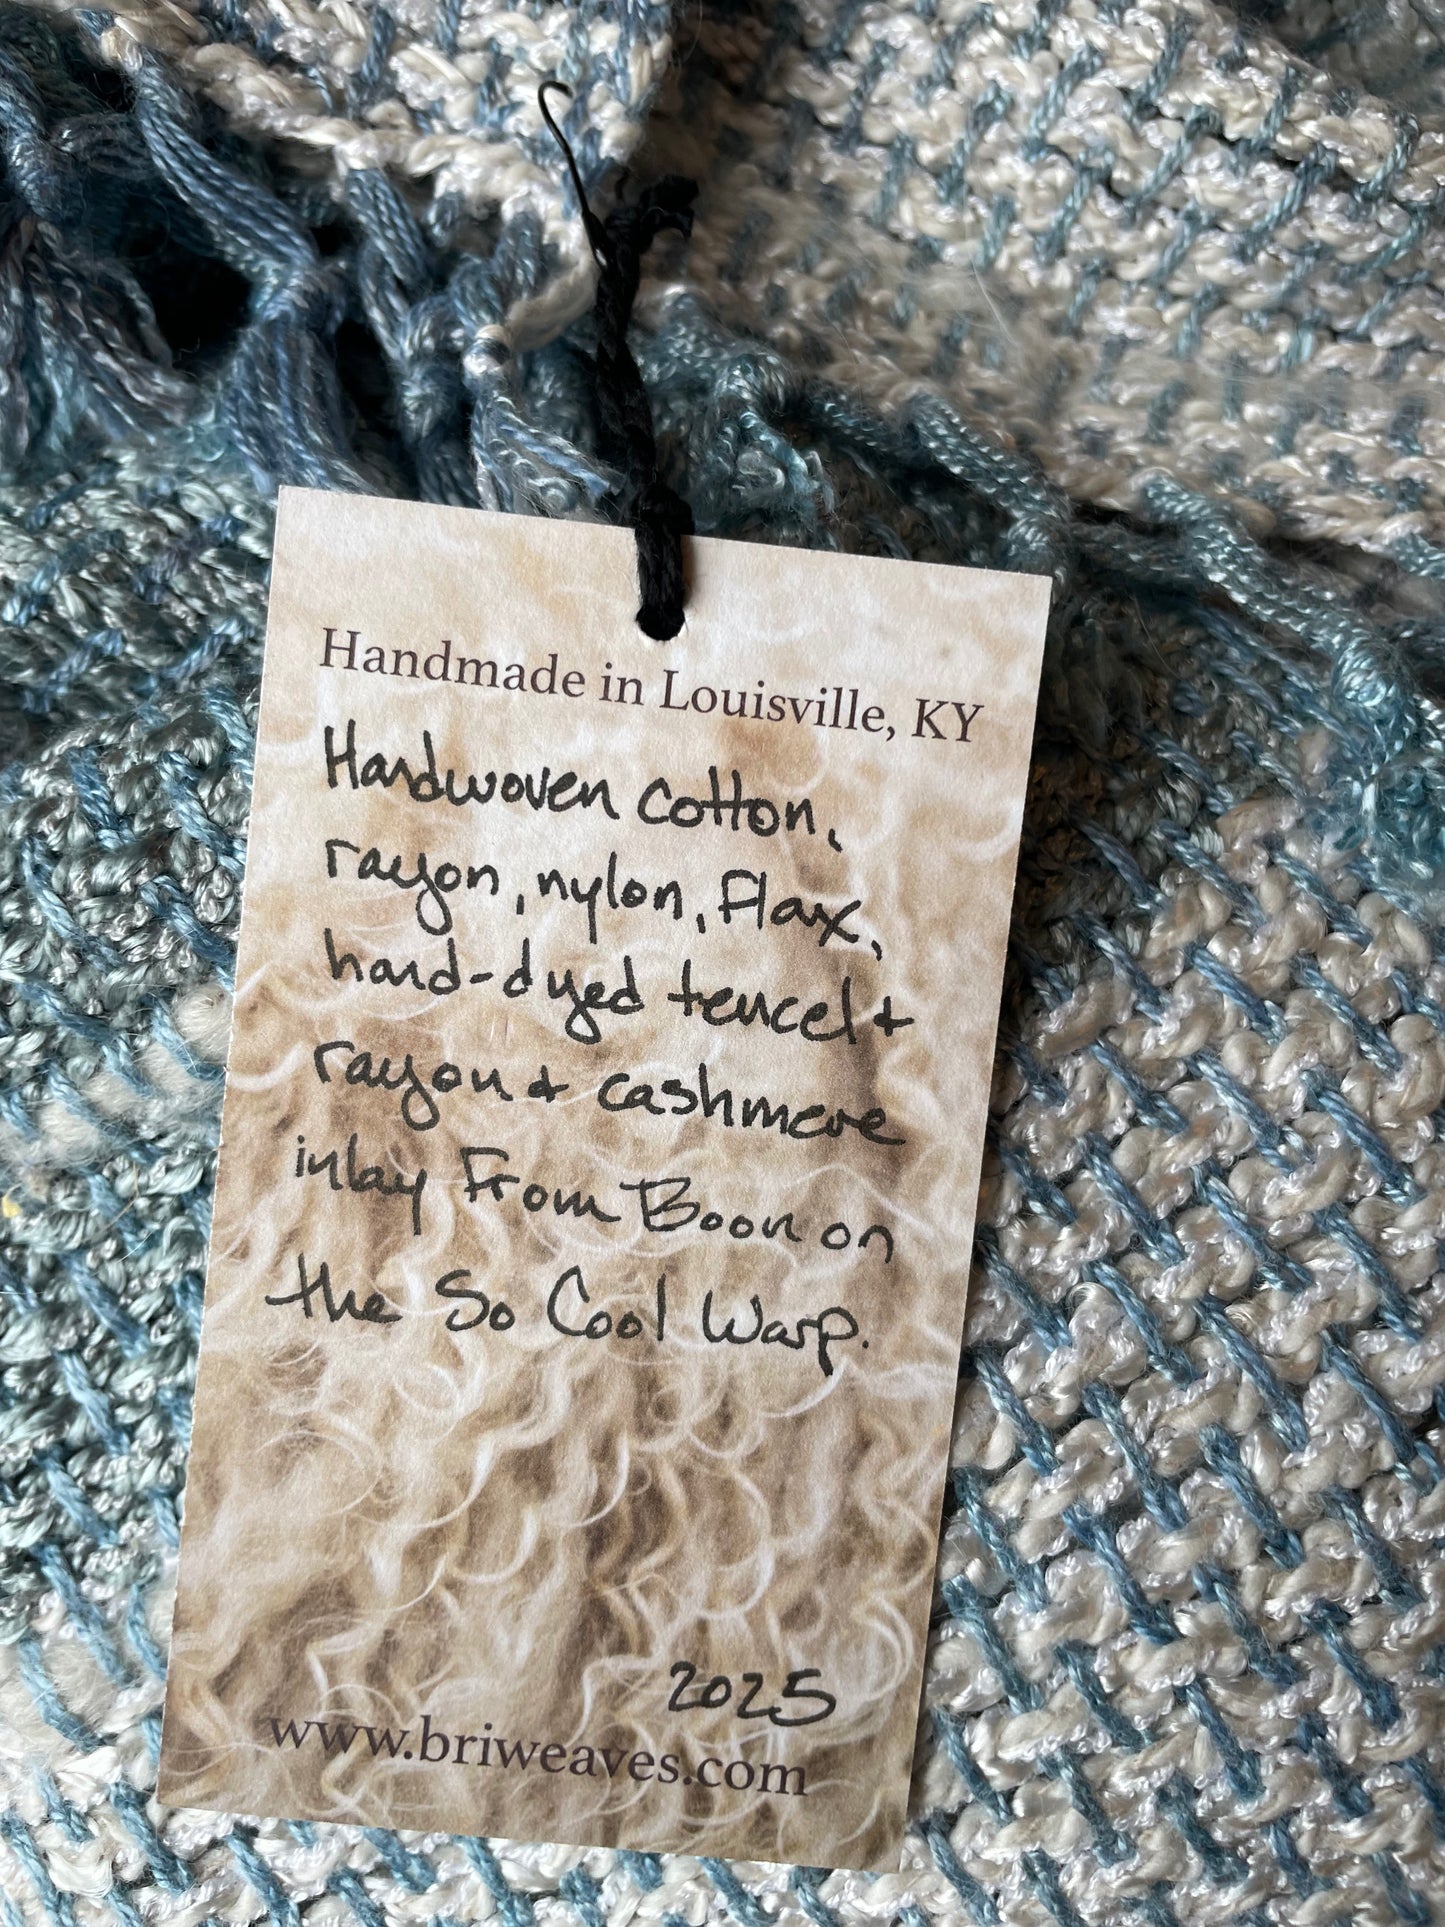 Handmade in Louisville, KY
Handwoven cotton,
rayon, nylon, flax,
hand-dyed tencel +
rayon & cashmere
inlay From Boon on
the So Cool Warp.
2025
www.briweaves.com